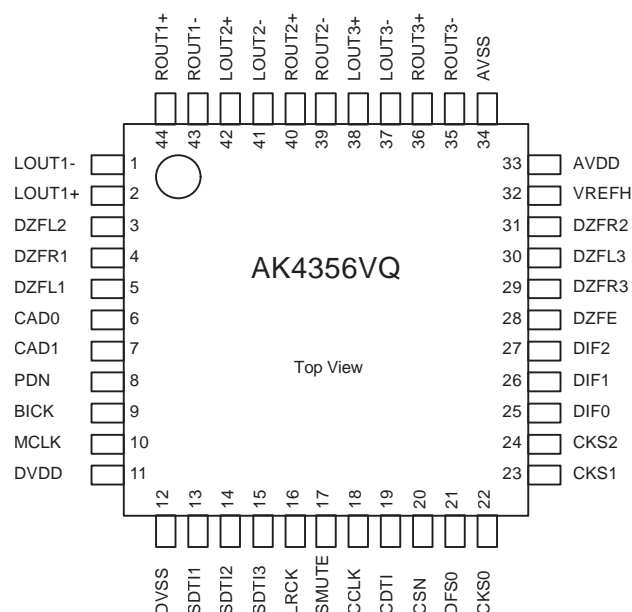 ROUT1+
ROUT1-
LOUT2+
LOUT2-
ROUT2+
ROUT2-
LOUT3+
LOUT3-
ROUT3+
ROUT3-
AVSS
44
43
42
41
40
39
38
37
36
35
34
LOUT1- 1
LOUT1+ 2
DZFL2 3
DZFR1 4
DZFL1 5
CAD0 6
CAD1 7
PDN 8
BICK 9
MCLK 10
DVDD 11
AK4356VQ
Top View
33 AVDD
32 VREFH
31 DZFR2
30 DZFL3
29 DZFR3
28 DZFE
27 DIF2
26 DIF1
25 DIF0
24 CKS2
23 CKS1
12
13
14
15
16
17
18
19
20
21
22
DVSS
SDTI1
SDTI2
SDTI3
LRCK
SMUTE
CCLK
CDTI
CSN
DFS0
CKS0